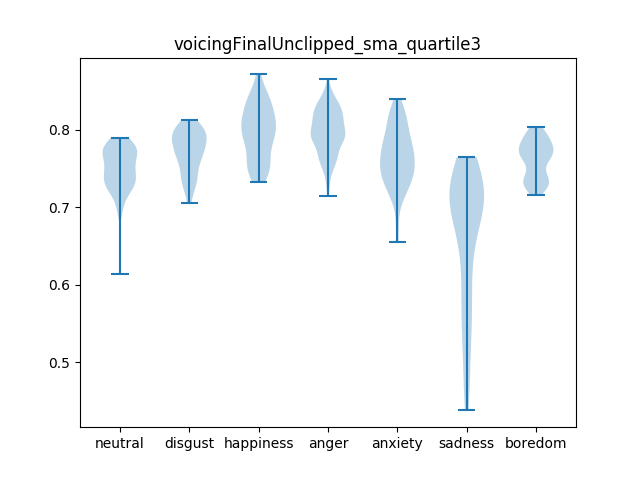 voicingFinalUnclipped_sma_quartile3
0.8
0.7
0.6
0.5
neutral disgust happiness anger anxiety sadness boredom